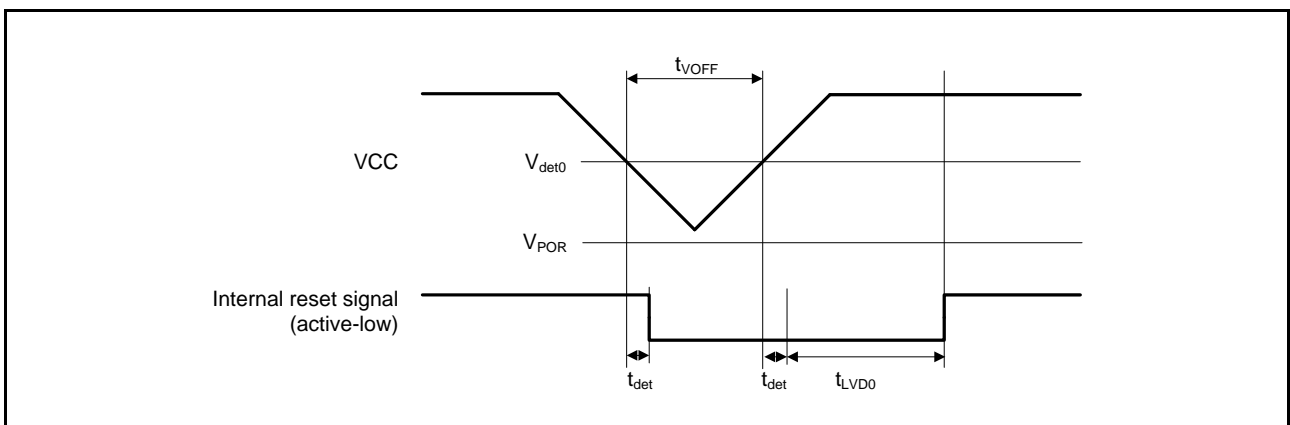 tVOFF
VCC
Vdet0
VPOR
Internal reset signal
(active-low)
tdet
tdet
tLVD0